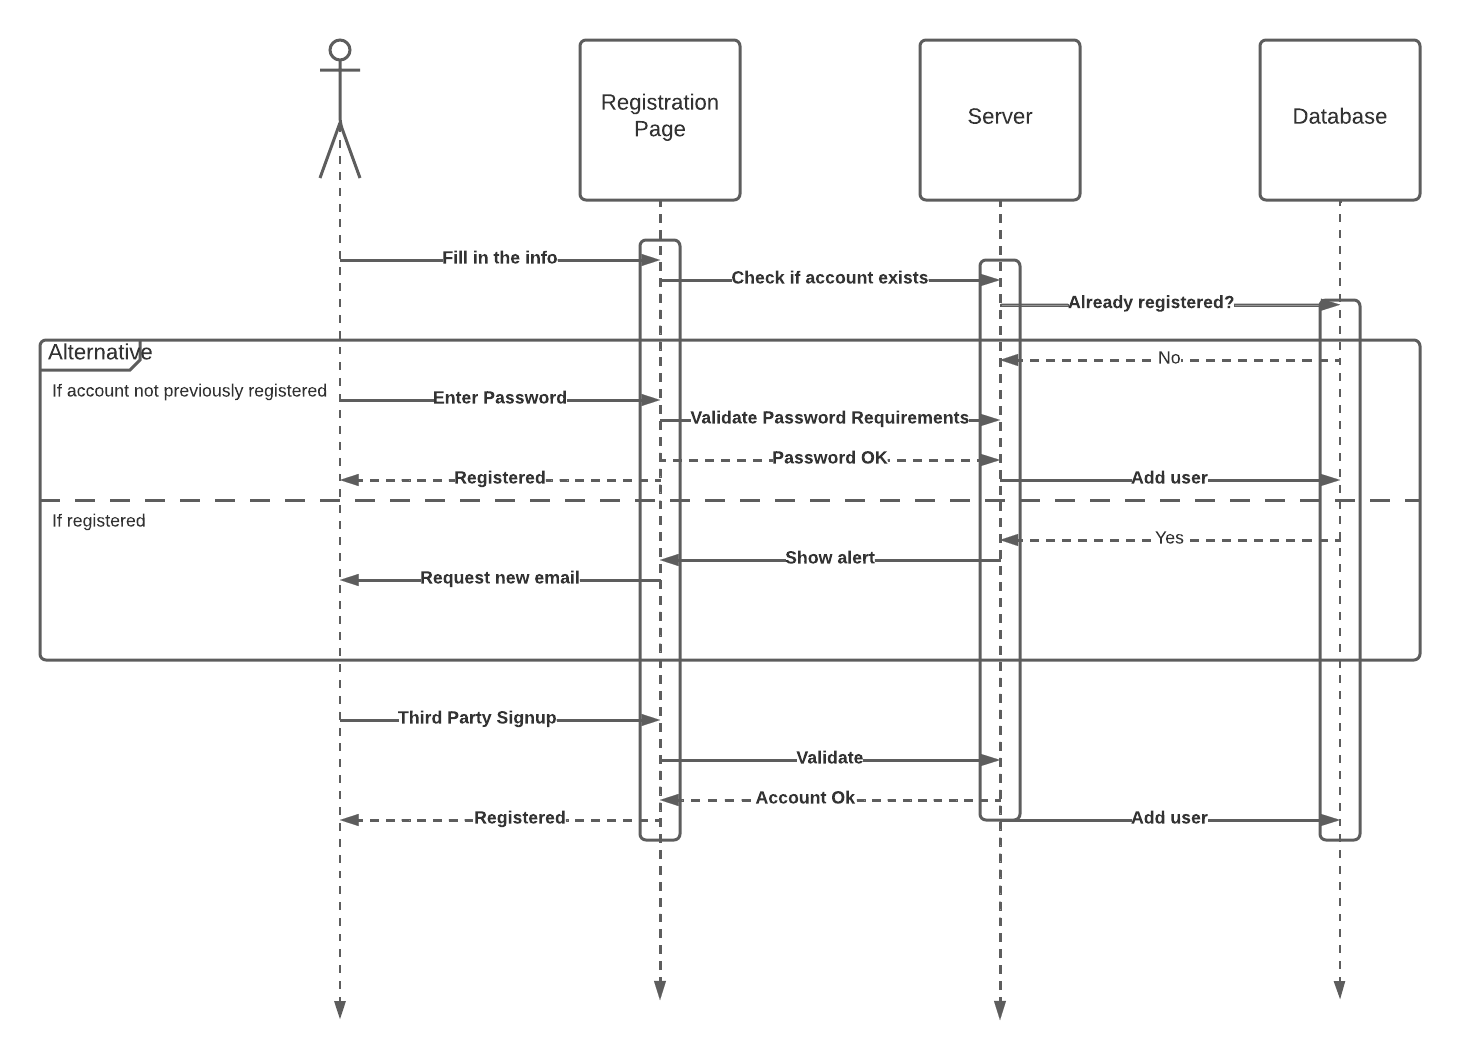 Registration
Page
Server
Database
Fill in the info
Check if account exists
Already registered?
Alternative
No
If account not previously registered
Enter Password
Validate Password Requirements
Password OK
Registered
Add user
If registered
Yes
Show alert
Request new email
Third Party Signup
Validate
Account Ok
Registered
Add user